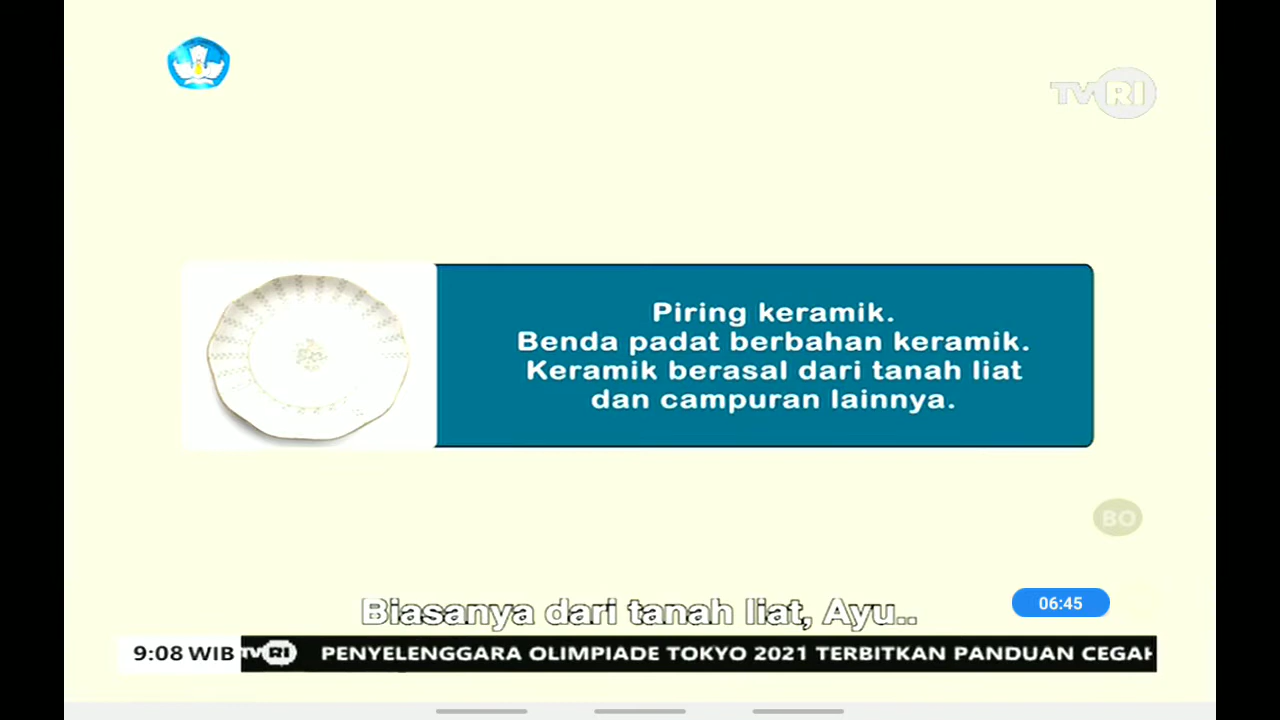 TVRI
Piring keramik.
Benda padat berbahan keramik.
Keramik berasal dari tanah liat
dan campuran lainnya.
BO
Biasanya dari tanah liat, Ayu..
06:45
9:08 WIB TVRI PENYELENGGARA OLIMPIADE TOKYO 2021 TERBITKAN PANDUAN CEGAH